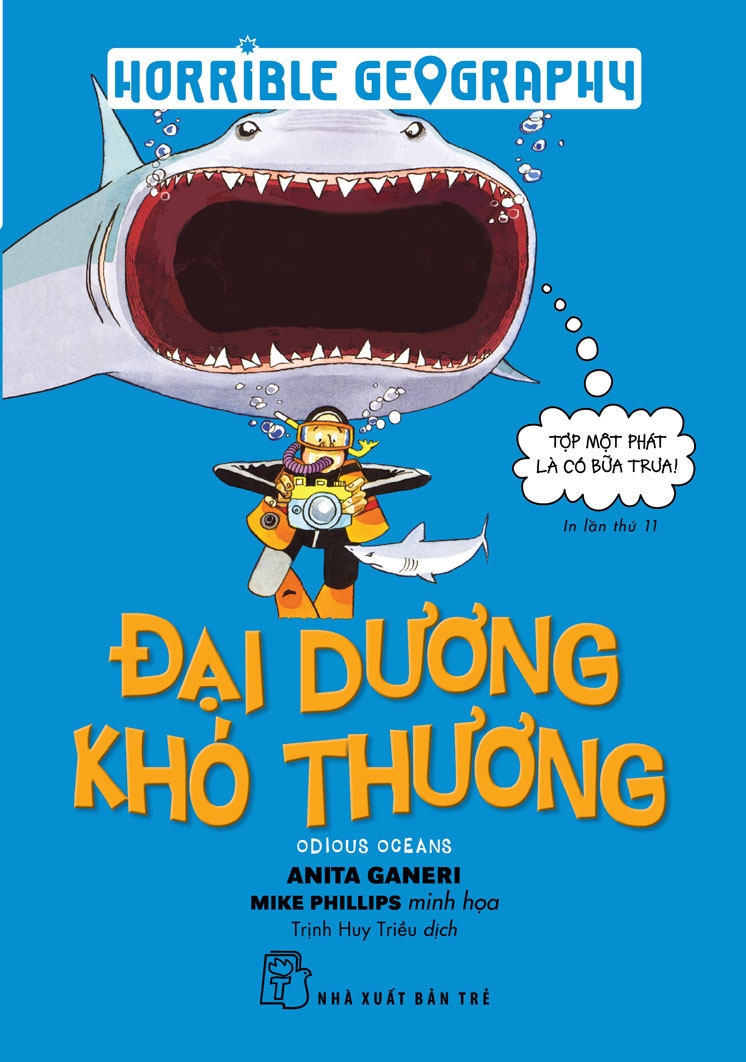 HORRIBLE GEOGRAPHY
TỢP MỘT PHÁT
LÀ CÓ BỮA TRƯA!
In lần thứ 11
ĐẠI DƯƠNG
KHÓ THƯƠNG
ODIOUS OCEANS
ANITA GANERI
MIKE PHILLIPS minh họa
Trịnh Huy Triều dịch
T
NHÀ XUẤT BẢN TRẺ